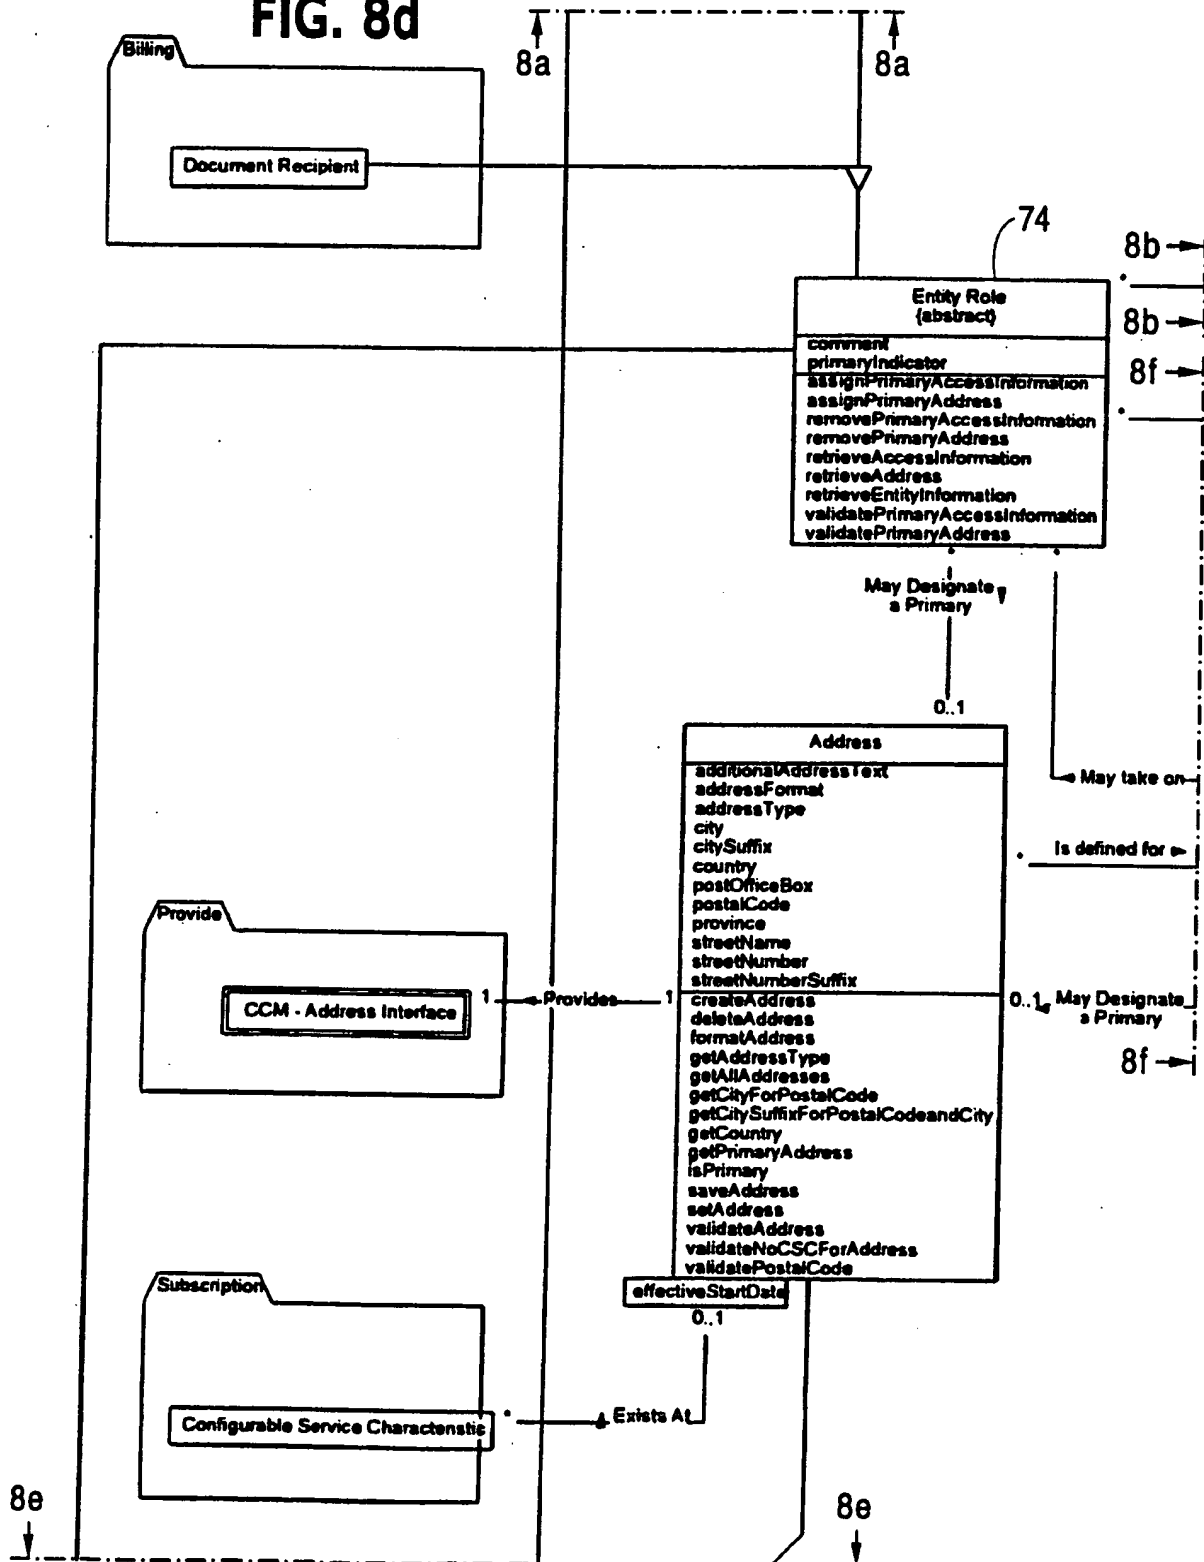 FIG. 8d
8a
8a
Billing
Document Recipient
74
8b
8b
8f
Entity Role
{abstract}
comment
primaryIndicator
assignPrimaryAccessInformation
assignPrimaryAddress
removePrimaryAccessInformation
removePrimaryAddress
retrieveAccessInformation
retrieveAddress
retrieveEntityInformation
validatePrimaryAccessInformation
validatePrimaryAddress
*
*
*
*
May Designate
a Primary
0..1
Address
additionalAddressText
addressFormat
addressType
city
citySuffix
country
postOfficeBox
postalCode
province
streetName
streetNumber
streetNumberSuffix
createAddress
deleteAddress
formatAddress
getAddressType
getAllAddresses
getCityForPostalCode
getCitySuffixForPostalCodeandCity
getCountry
getPrimaryAddress
isPrimary
saveAddress
setAddress
validateAddress
validateNoCSCForAddress
validatePostalCode
May take on
*
Is defined for
0..1
May Designate
a Primary
8f
Provide
CCM - Address Interface
1
Provides
1
effectiveStartDate
0..1
Subscription
Configurable Service Characteristic
*
Exists At
8e
8e